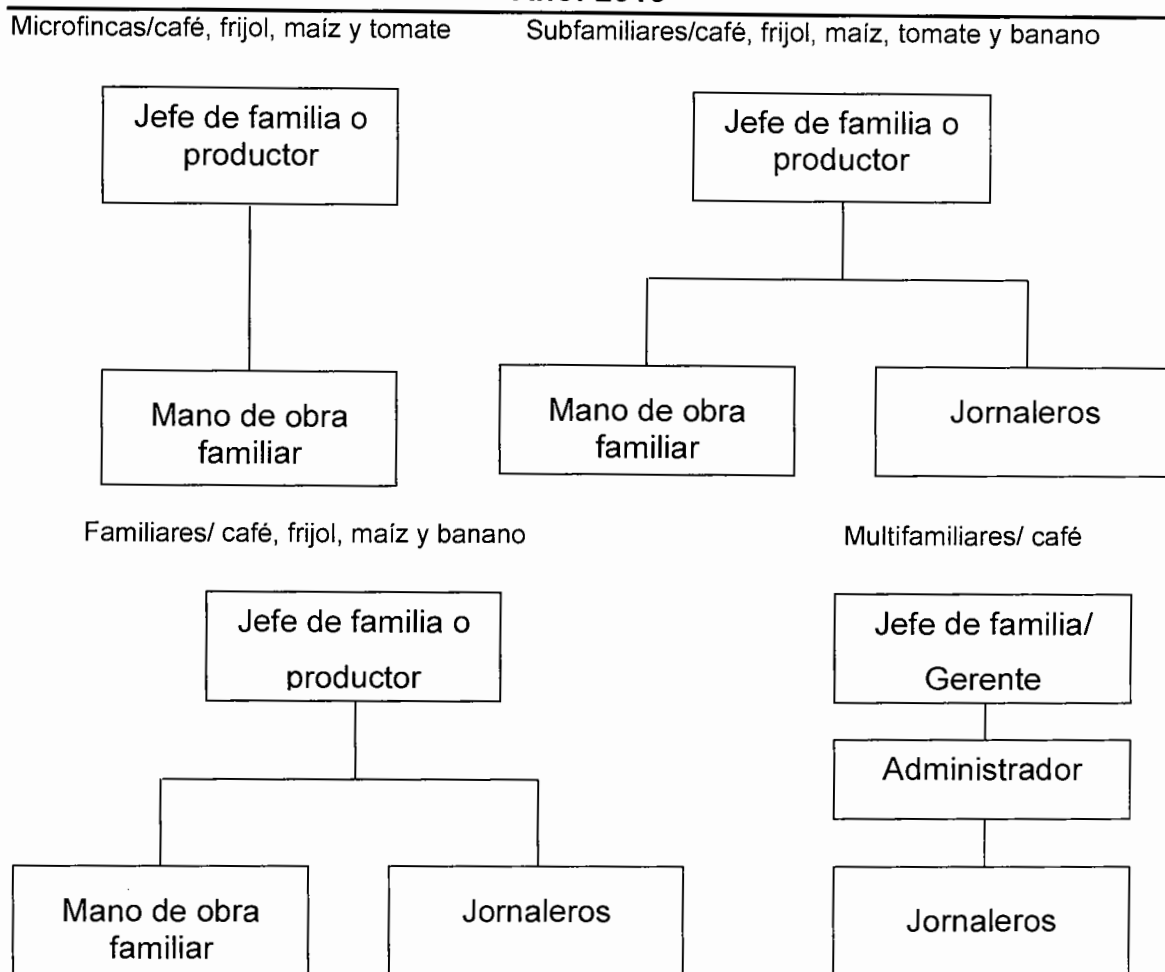 Microfincas/café, frijol, maíz y tomate
Subfamiliares/café, frijol, maíz, tomate y banano
Jefe de familia o
productor
Jefe de familia o
productor
Mano de obra
familiar
Mano de obra
familiar
Jornaleros
Familiares/ café, frijol, maíz y banano
Multifamiliares/ café
Jefe de familia o
productor
Jefe de familia/
Gerente
Administrador
Mano de obra
familiar
Jornaleros
Jornaleros